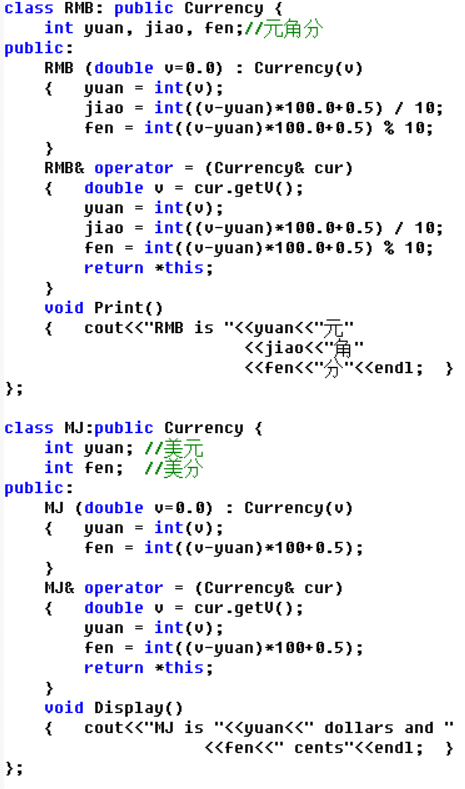 class RMB: public Currency {
    int yuan, jiao, fen;//元角分
public:
    RMB (double v=0.0) : Currency(v)
    {   yuan = int(v);
        jiao = int((v-yuan)*100.0+0.5) / 10;
        fen = int((v-yuan)*100.0+0.5) % 10;
    }
    RMB& operator = (Currency& cur)
    {   double v = cur.getV();
        yuan = int(v);
        jiao = int((v-yuan)*100.0+0.5) / 10;
        fen = int((v-yuan)*100.0+0.5) % 10;
        return *this;
    }
    void Print()
    {   cout<<"RMB is "<<yuan<<"元"
                        <<jiao<<"角"
                        <<fen<<"分"<<endl;  }
};
class MJ:public Currency {
    int yuan; //美元
    int fen;  //美分
public:
    MJ (double v=0.0) : Currency(v)
    {   yuan = int(v);
        fen = int((v-yuan)*100+0.5);
    }
    MJ& operator = (Currency& cur)
    {   double v = cur.getV();
        yuan = int(v);
        fen = int((v-yuan)*100+0.5);
        return *this;
    }
    void Display()
    {   cout<<"MJ is "<<yuan<<" dollars and "
                    <<fen<<" cents"<<endl;  }
};